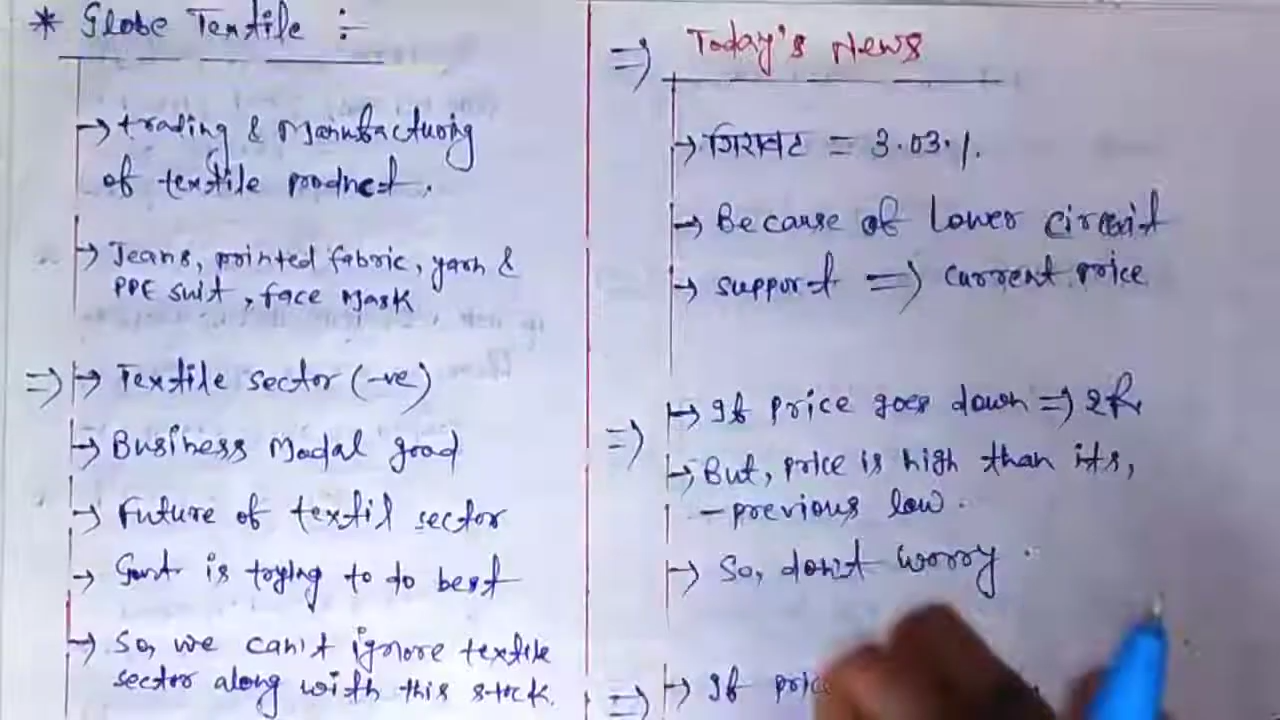 * Globe Textile :-
→ trading & Manufacturing
of textile product.
→ Jeans, printed fabric, yarn &
PPE suit, face Mask
⇒ → Textile sector (-ve)
→ Business Modal good
→ Future of textil sector
→ Govt. is trying to do best
→ So, we can't ignore textile
sector along with this stock.
⇒ Today's News
→ गिरावट = 3.03%.
→ Because of lower circuit
→ support ⇒ current price
⇒ → If price goes down ⇒ 2₹
→ But, price is high than its,
- previous low.
→ So, don't worry.
⇒ → If price